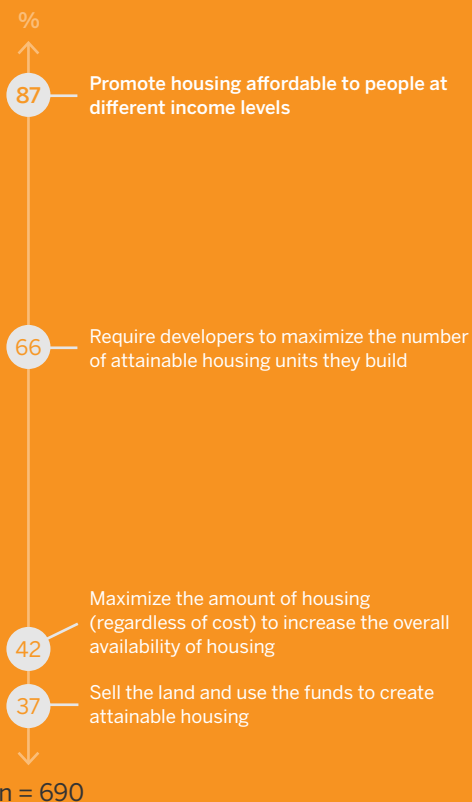 %
87
Promote housing affordable to people at
different income levels
66
Require developers to maximize the number
of attainable housing units they build
42
Maximize the amount of housing
(regardless of cost) to increase the overall
availability of housing
37
Sell the land and use the funds to create
attainable housing
n = 690